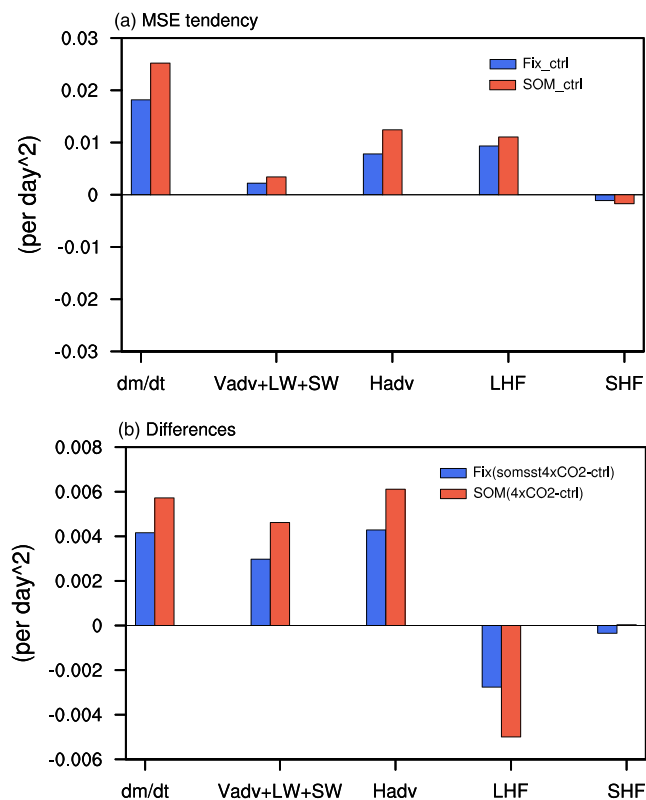 (a) MSE tendency
0.03
Fix_ctrl
SOM_ctrl
0.02
0.01
0
-0.01
-0.02
-0.03
(per day^2)
dm/dt Vadv+LW+SW Hadv LHF SHF
(b) Differences
0.008
Fix(somsst4xCO2-ctrl)
SOM(4xCO2-ctrl)
0.006
0.004
0.002
0
-0.002
-0.004
-0.006
(per day^2)
dm/dt Vadv+LW+SW Hadv LHF SHF